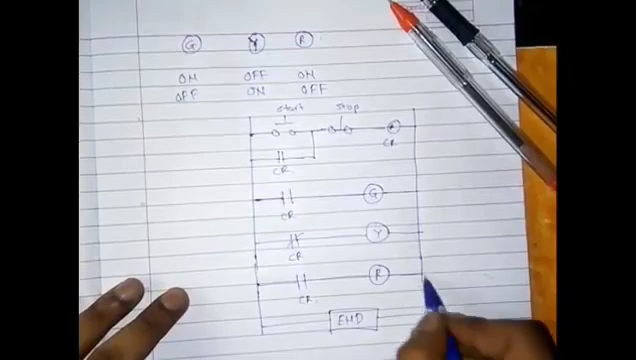 G Y R
ON OFF ON
OFF ON OFF
start stop
CR
CR
G
CR
Y
CR
R
CR
END